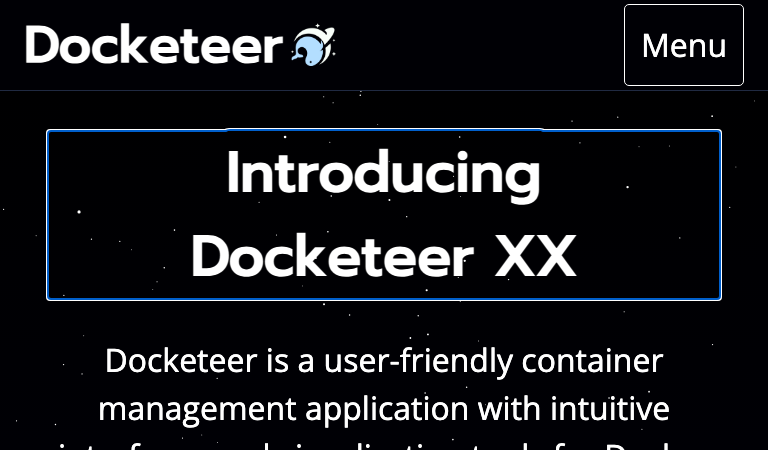 Docketeer
Menu
Introducing
Docketeer XX
Docketeer is a user-friendly container
management application with intuitive